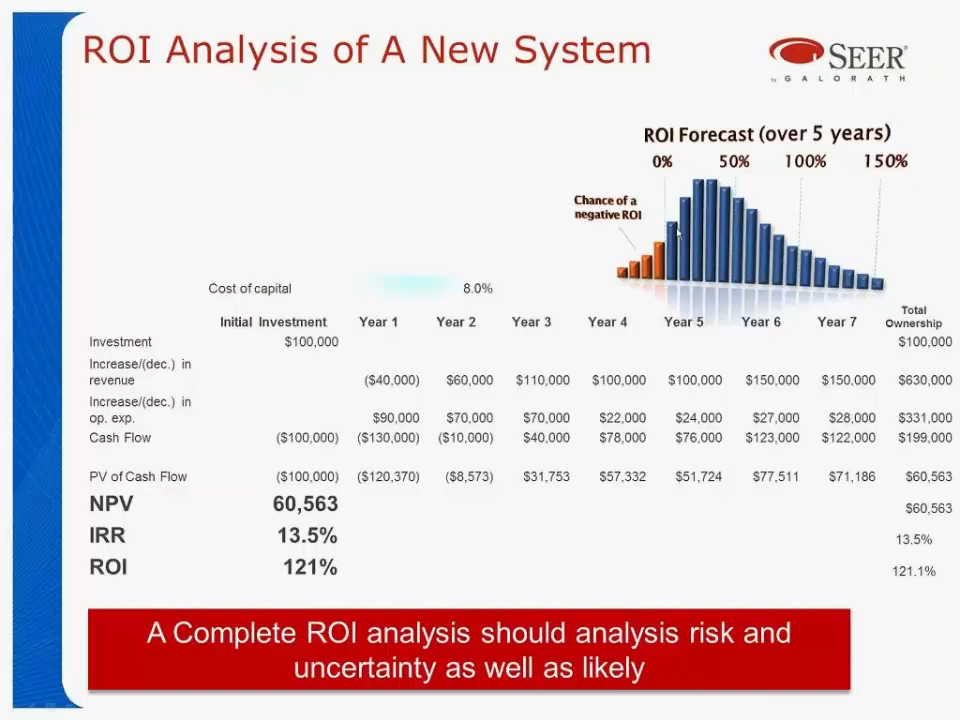 ROI Analysis of A New System
SEER
by GALORATH
ROI Forecast (over 5 years)
0% 50% 100% 150%
Chance of a
negative ROI
Cost of capital 8.0%
Initial Investment Year 1 Year 2 Year 3 Year 4 Year 5 Year 6 Year 7 Total
Ownership
Investment $100,000 $100,000
Increase/(dec.) in
revenue ($40,000) $60,000 $110,000 $100,000 $100,000 $150,000 $150,000 $630,000
Increase/(dec.) in
op. exp. $90,000 $70,000 $70,000 $22,000 $24,000 $27,000 $28,000 $331,000
Cash Flow ($100,000) ($130,000) ($10,000) $40,000 $78,000 $76,000 $123,000 $122,000 $199,000
PV of Cash Flow ($100,000) ($120,370) ($8,573) $31,753 $57,332 $51,724 $77,511 $71,186 $60,563
NPV 60,563 $60,563
IRR 13.5% 13.5%
ROI 121% 121.1%
A Complete ROI analysis should analysis risk and
uncertainty as well as likely